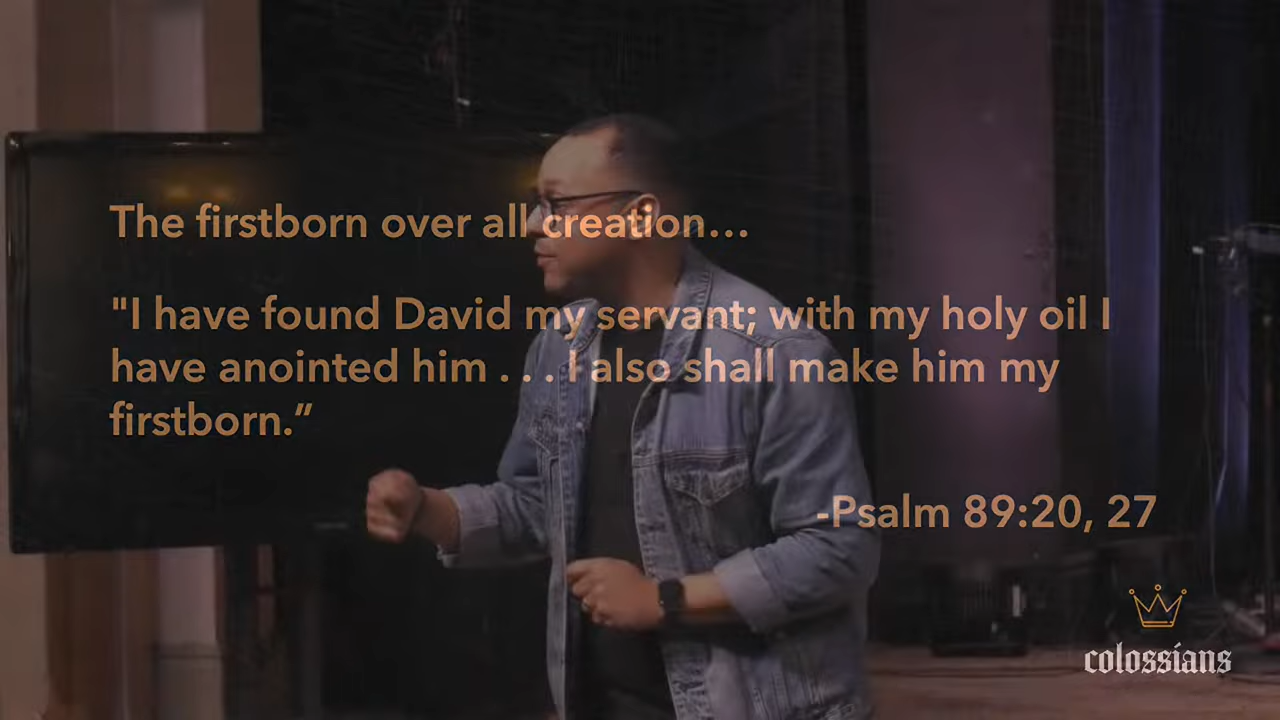 The firstborn over all creation…
"I have found David my servant; with my holy oil I
have anointed him . . . I also shall make him my
firstborn.”
-Psalm 89:20, 27
colossians